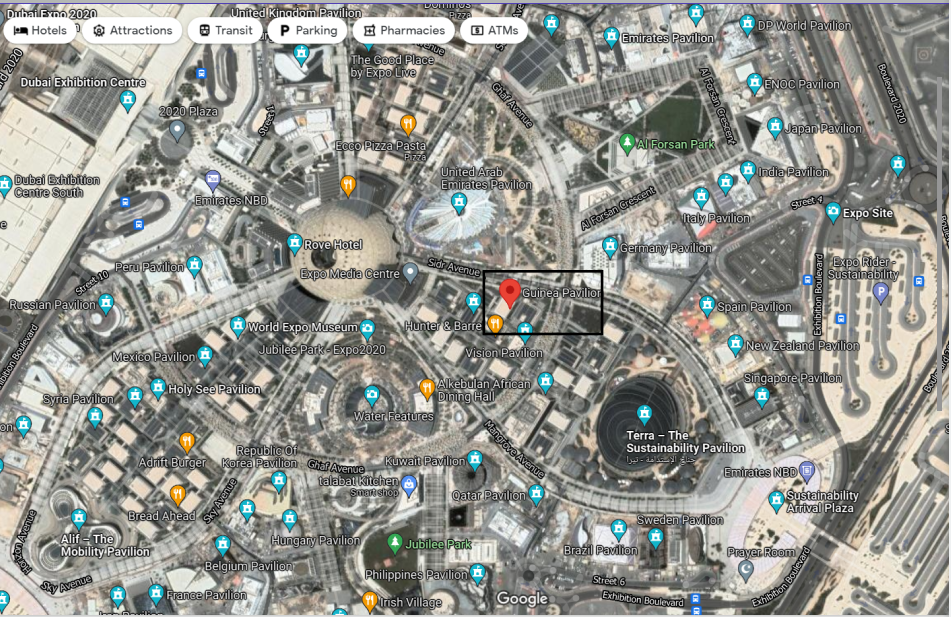 Dubai Expo 2020
United Kingdom Pavilion
Pizza
Hotels
Attractions
Transit
Parking
Pharmacies
ATMs
DP World Pavilion
Emirates Pavilion
The Good Place
by Expo Live
Dubai Exhibition Centre
ENOC Pavilion
Boulevard 2020
Ghaf Avenue
Al Forsan Crescent
2020 Plaza
Japan Pavilion
Ecco Pizza Pasta
Pizza
Al Forsan Park
United Arab
Emirates Pavilion
India Pavilion
Dubai Exhibition
Centre South
Emirates NBD
Al Forsan Crescent
Street 4
Expo Site
Italy Pavilion
Rove Hotel
Germany Pavilion
Peru Pavilion
Expo Media Centre
Sidr Avenue
Expo Rider -
Sustainability
Street 10
Guinea Pavilion
Exhibition Boulevard
Russian Pavilion
Spain Pavilion
World Expo Museum
Hunter & Barre
Jubilee Park - Expo2020
Vision Pavilion
New Zealand Pavilion
Mexico Pavilion
Singapore Pavilion
Holy See Pavilion
Alkebulan African
Dining Hall
Syria Pavilion
Water Features
Terra – The
Sustainability Pavilion
Mangrove Avenue
Republic Of
Korea Pavilion
Adrift Burger
Ghaf Avenue
Kuwait Pavilion
Emirates NBD
talabat Kitchen
Smart shop
Qatar Pavilion
Sustainability
Arrival Plaza
Bread Ahead
Sky Avenue
Sweden Pavilion
Alif – The
Mobility Pavilion
Hungary Pavilion
Jubilee Park
Brazil Pavilion
Prayer Room
Belgium Pavilion
Philippines Pavilion
Sky Avenue
Street 6
France Pavilion
Irish Village
Google
Exhibition Boulevard
Exhibition Boulevard